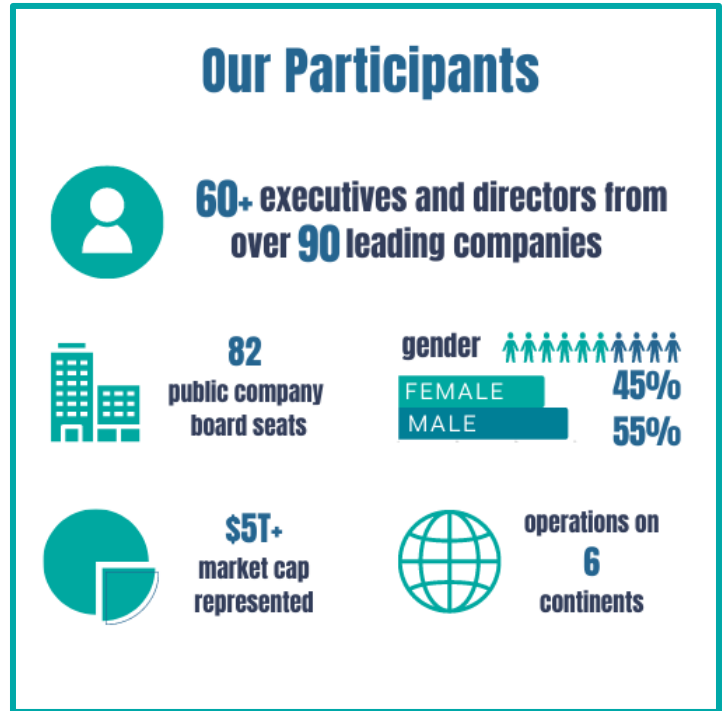 Our Participants
60+ executives and directors from
over 90 leading companies
82
public company
board seats
gender
FEMALE 45%
MALE 55%
$5T+
market cap
represented
operations on
6
continents